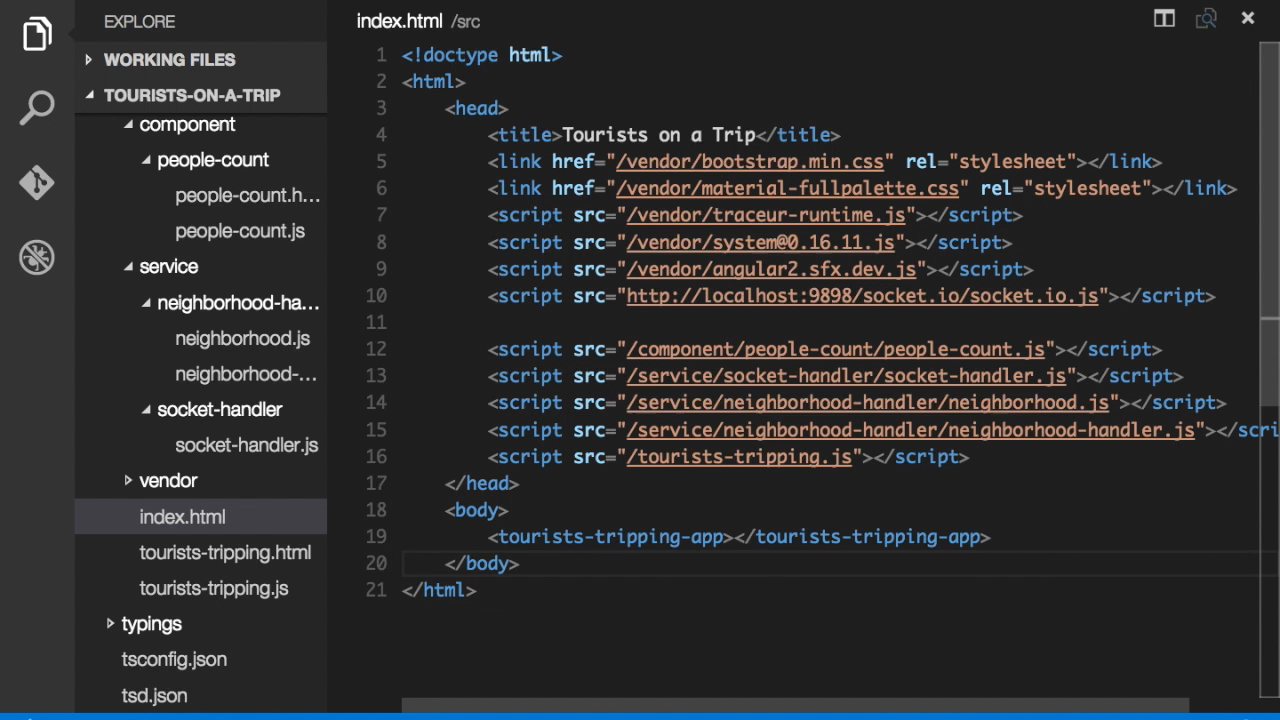 EXPLORE
WORKING FILES
TOURISTS-ON-A-TRIP
component
people-count
people-count.h...
people-count.js
service
neighborhood-ha...
neighborhood.js
neighborhood-...
socket-handler
socket-handler.js
vendor
index.html
tourists-tripping.html
tourists-tripping.js
typings
tsconfig.json
tsd.json
index.html /src
1 <!doctype html>
2 <html>
3 <head>
4 <title>Tourists on a Trip</title>
5 <link href="/vendor/bootstrap.min.css" rel="stylesheet"></link>
6 <link href="/vendor/material-fullpalette.css" rel="stylesheet"></link>
7 <script src="/vendor/traceur-runtime.js"></script>
8 <script src="/vendor/system@0.16.11.js"></script>
9 <script src="/vendor/angular2.sfx.dev.js"></script>
10 <script src="http://localhost:9898/socket.io/socket.io.js"></script>
11
12 <script src="/component/people-count/people-count.js"></script>
13 <script src="/service/socket-handler/socket-handler.js"></script>
14 <script src="/service/neighborhood-handler/neighborhood.js"></script>
15 <script src="/service/neighborhood-handler/neighborhood-handler.js"></scri
16 <script src="/tourists-tripping.js"></script>
17 </head>
18 <body>
19 <tourists-tripping-app></tourists-tripping-app>
20 </body>
21 </html>